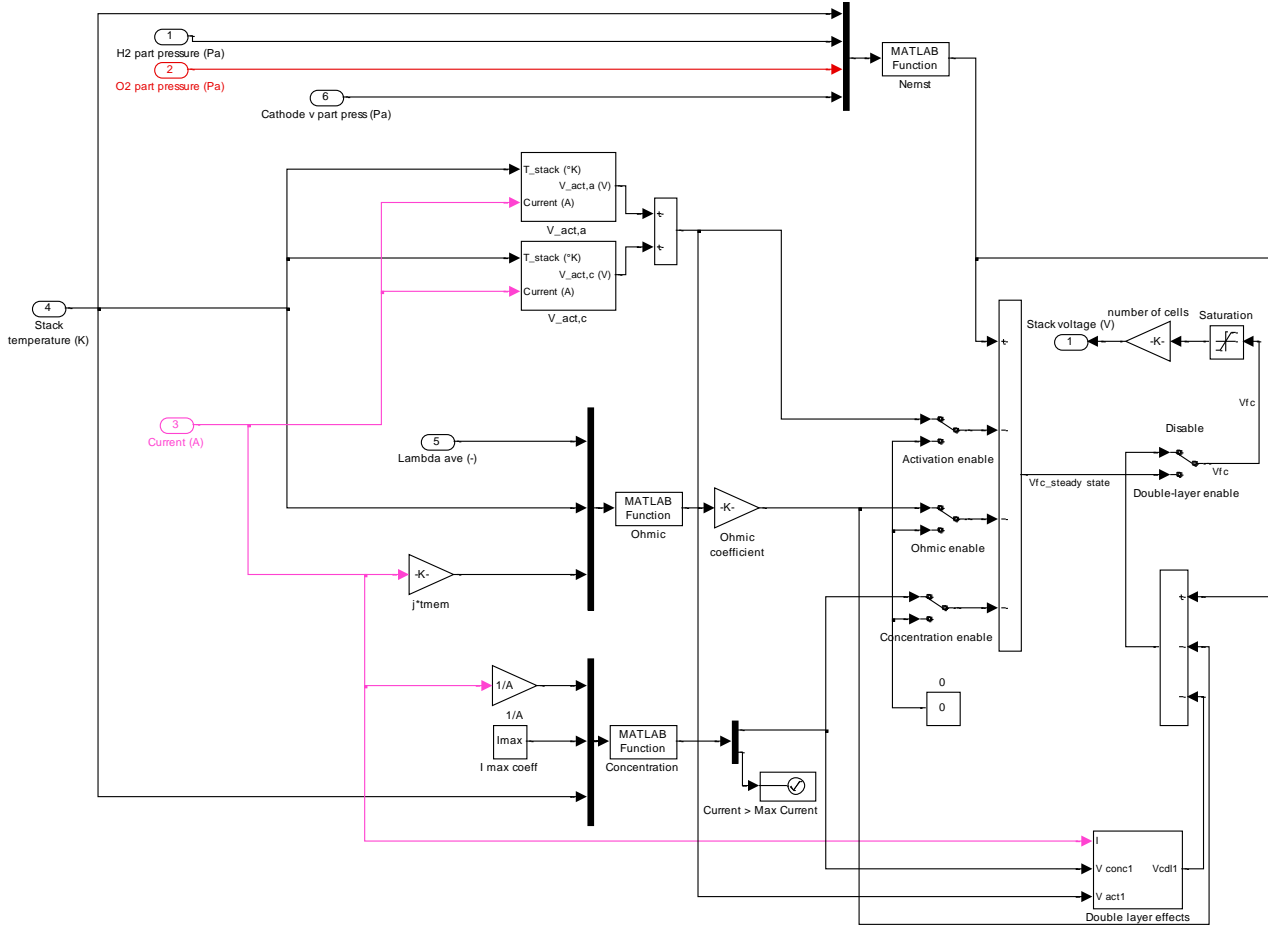 1
H2 part pressure (Pa)
2
O2 part pressure (Pa)
6
Cathode v part press (Pa)
MATLAB
Function
Nernst
T_stack (°K)
V_act,a (V)
Current (A)
V_act,a
T_stack (°K)
V_act,c (V)
Current (A)
V_act,c
4
Stack
temperature (K)
3
Current (A)
5
Lambda ave (-)
MATLAB
Function
Ohmic
-K-
Ohmic
coefficient
-K-
j*tmem
1/A
1/A
Imax
I max coeff
MATLAB
Function
Concentration
Current > Max Current
Activation enable
Ohmic enable
Concentration enable
0
0
Stack voltage (V)
1
number of cells
-K-
Saturation
Vfc
Disable
Vfc
Vfc_steady state
Double-layer enable
I
V conc1
Vcdl1
V act1
Double layer effects